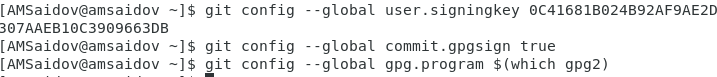 [AMSaidov@amsaidov ~]$ git config --global user.signingkey 0C41681B024B92AF9AE2D
307AAEB10C3909663DB
[AMSaidov@amsaidov ~]$ git config --global commit.gpgsign true
[AMSaidov@amsaidov ~]$ git config --global gpg.program $(which gpg2)
[AMSaidov@amsaidov ~]$